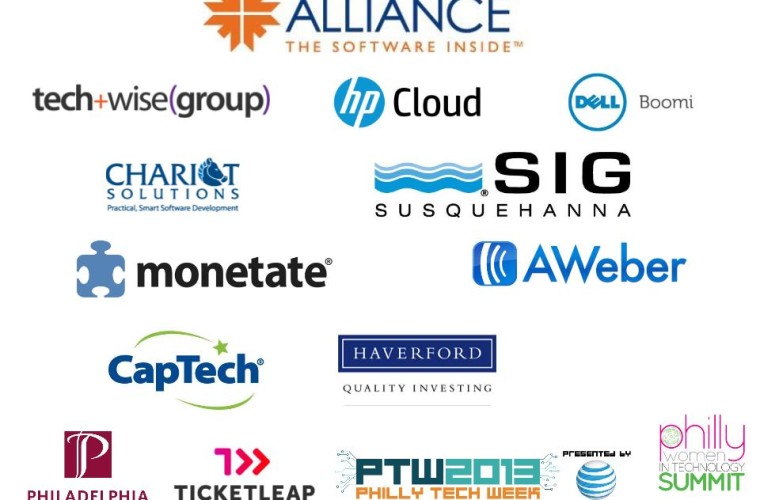 ALLIANCE
THE SOFTWARE INSIDE™
tech+wise(group)
hp Cloud
DELL Boomi
CHARIOT
SOLUTIONS
Practical, Smart Software Development
® SIG
SUSQUEHANNA
monetate®
AWeber
CapTech®
HAVERFORD
QUALITY INVESTING
P
PHILADELPHIA
TICKETLEAP
PTW2013
PHILLY TECH WEEK
PRESENTED BY
AT&T
philly
women
IN TECHNOLOGY
SUMMIT